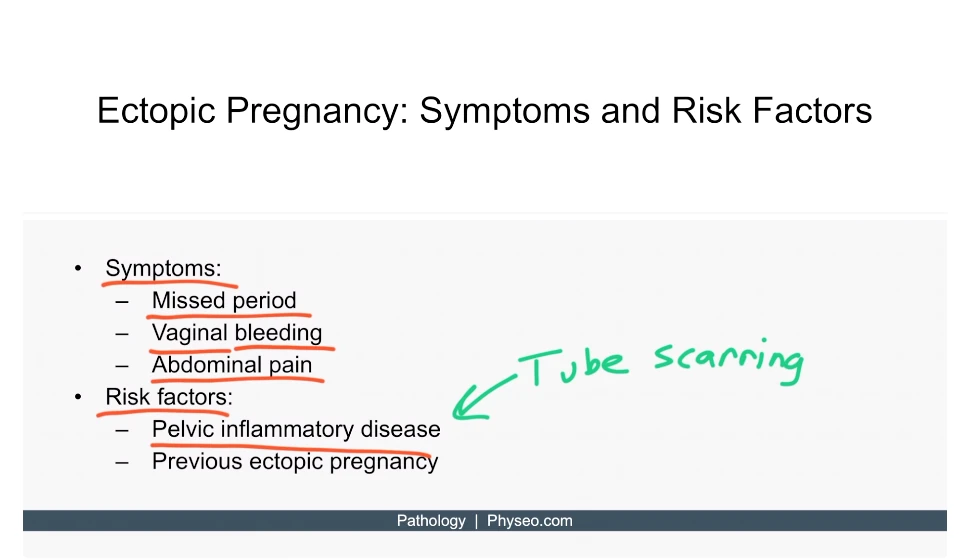 Ectopic Pregnancy: Symptoms and Risk Factors
• Symptoms:
– Missed period
– Vaginal bleeding
– Abdominal pain
Tube scarring
• Risk factors:
– Pelvic inflammatory disease
– Previous ectopic pregnancy
Pathology | Physeo.com